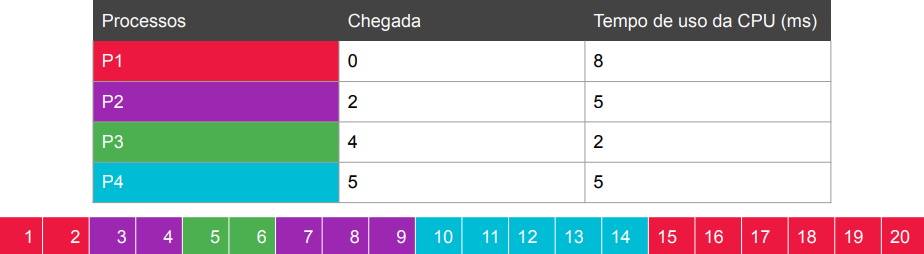 Processos Chegada Tempo de uso da CPU (ms)
P1 0 8
P2 2 5
P3 4 2
P4 5 5
1 2 3 4 5 6 7 8 9 10 11 12 13 14 15 16 17 18 19 20